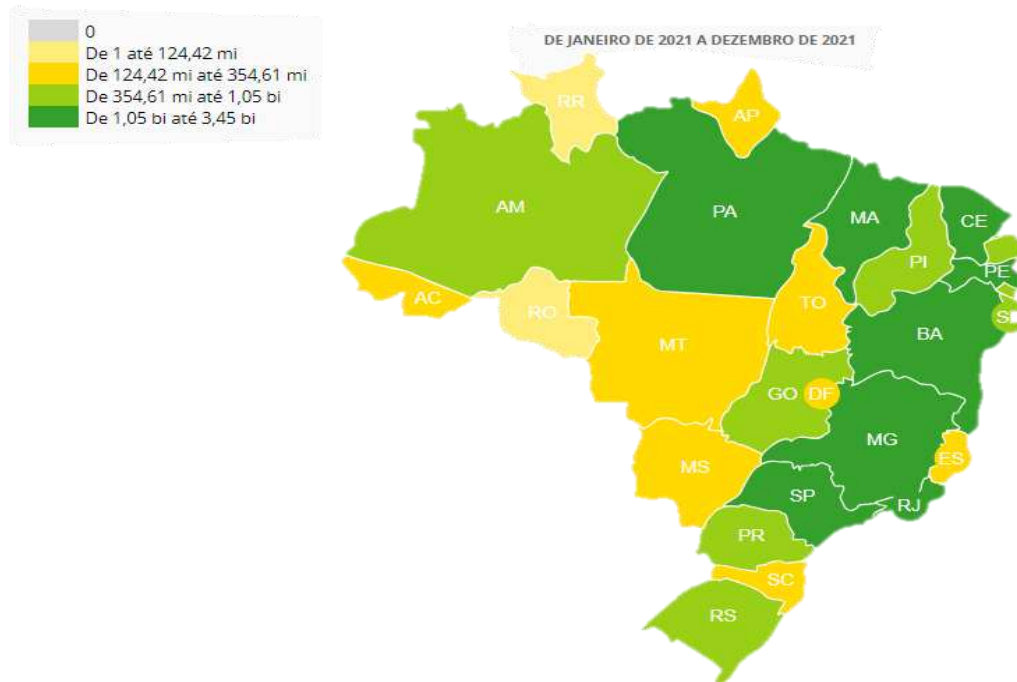 0
De 1 até 124,42 mi
De 124,42 mi até 354,61 mi
De 354,61 mi até 1,05 bi
De 1,05 bi até 3,45 bi
DE JANEIRO DE 2021 A DEZEMBRO DE 2021
RR
AP
AM
PA
MA
CE
PI
PE
AC
RO
TO
MT
BA
GO
DF
MG
MS
ES
SP
RJ
PR
SC
RS